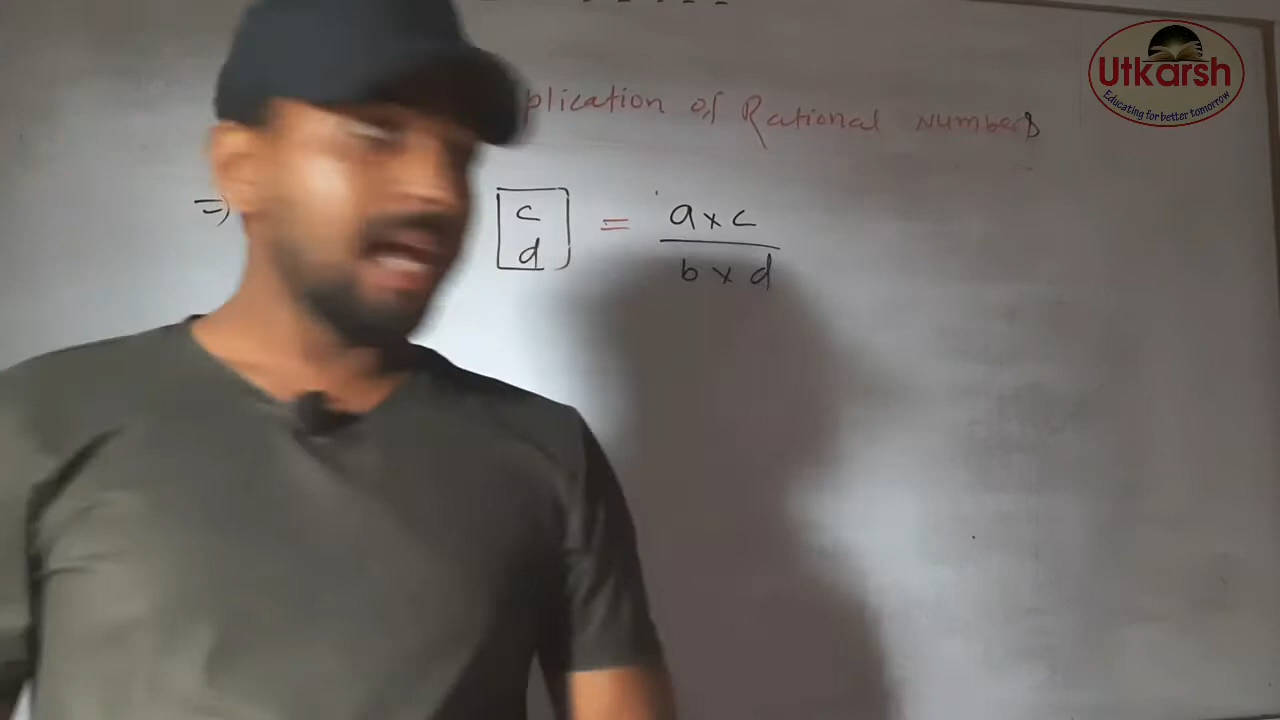 plication of Rational Numbers
Utkarsh
Educating for better tomorrow
=) c = a x c
d b x d